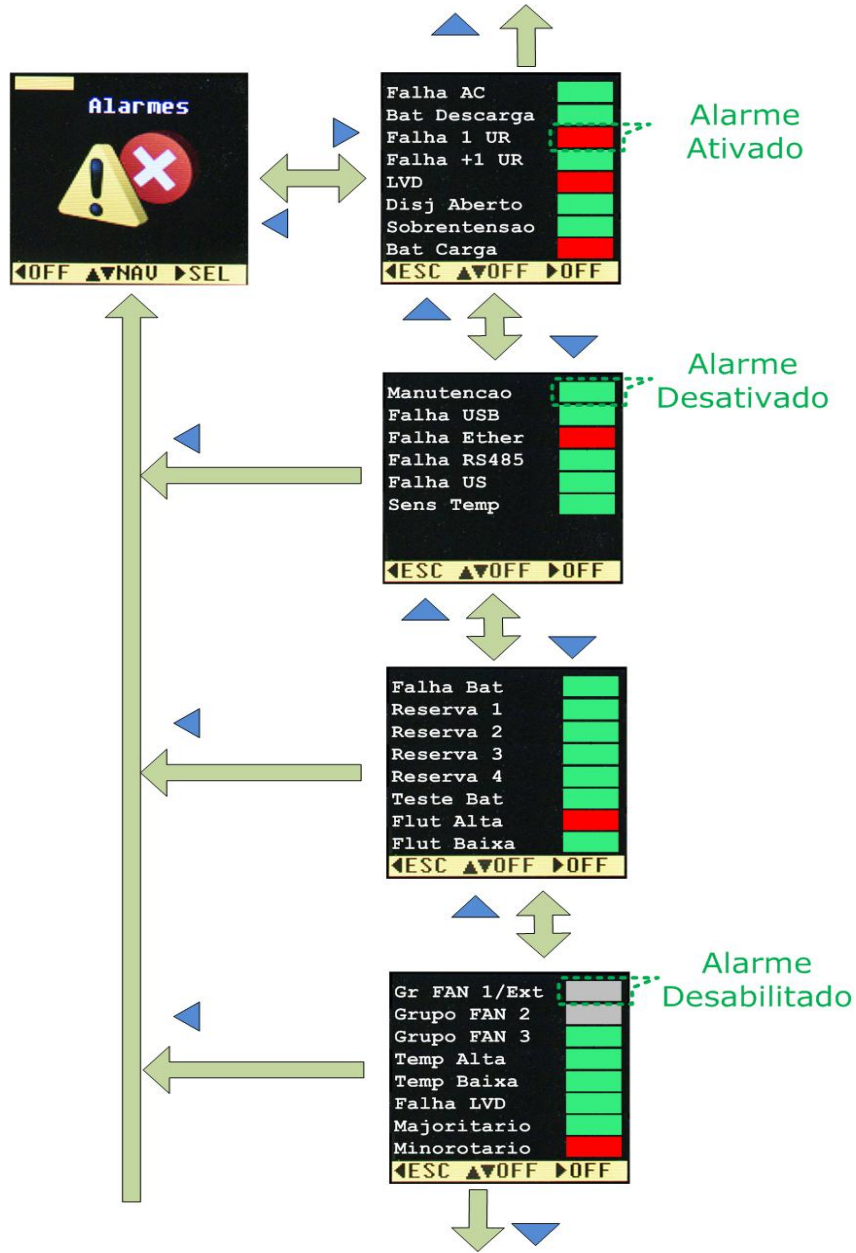 Alarmes
◀OFF ▲▼NAV ▶SEL
Falha AC
Bat Descarga
Falha 1 UR
Falha +1 UR
LVD
Disj Aberto
Sobrentensao
Bat Carga
◀ESC ▲▼OFF ▶OFF
Alarme
Ativado
Manutencao
Falha USB
Falha Ether
Falha RS485
Falha US
Sens Temp
◀ESC ▲▼OFF ▶OFF
Alarme
Desativado
Falha Bat
Reserva 1
Reserva 2
Reserva 3
Reserva 4
Teste Bat
Flut Alta
Flut Baixa
◀ESC ▲▼OFF ▶OFF
Gr FAN 1/Ext
Grupo FAN 2
Grupo FAN 3
Temp Alta
Temp Baixa
Falha LVD
Majoritario
Minorotario
◀ESC ▲▼OFF ▶OFF
Alarme
Desabilitado